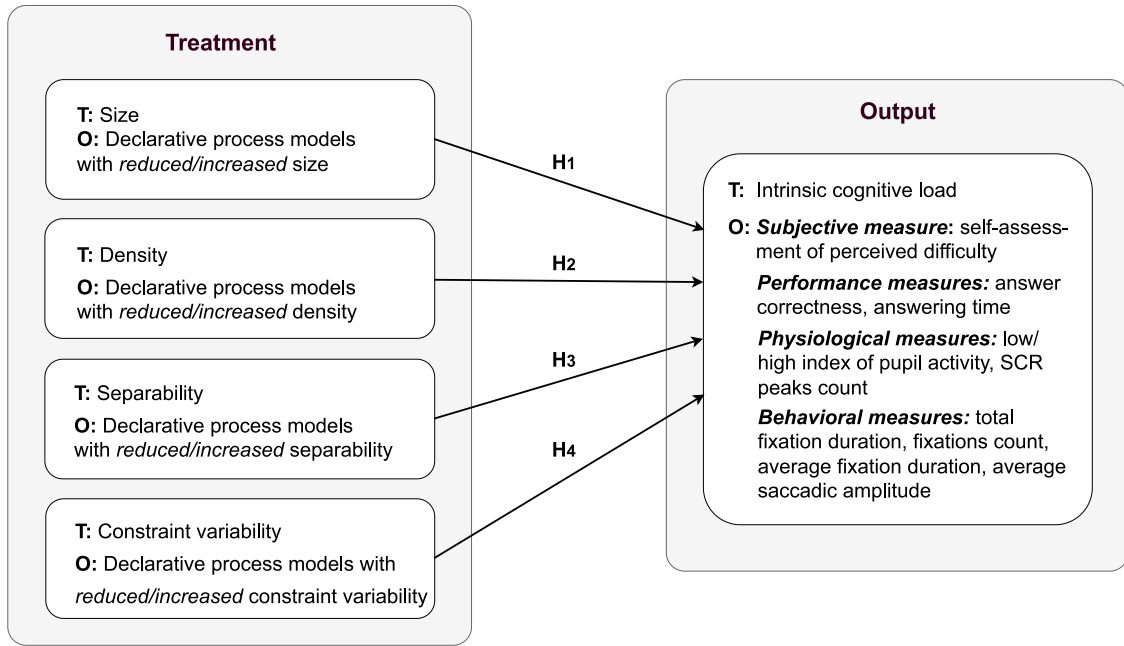 Treatment
T: Size
O: Declarative process models
with reduced/increased size
T: Density
O: Declarative process models
with reduced/increased density
T: Separability
O: Declarative process models
with reduced/increased separability
T: Constraint variability
O: Declarative process models with
reduced/increased constraint variability
H1
H2
H3
H4
Output
T: Intrinsic cognitive load
O: Subjective measure: self-assess-
ment of perceived difficulty
Performance measures: answer
correctness, answering time
Physiological measures: low/
high index of pupil activity, SCR
peaks count
Behavioral measures: total
fixation duration, fixations count,
average fixation duration, average
saccadic amplitude